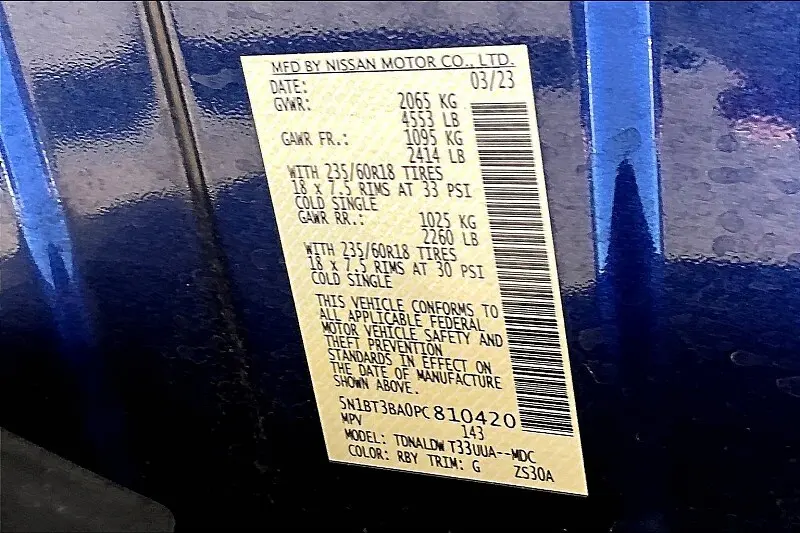 MFD BY NISSAN MOTOR CO., LTD.
DATE: 03/23
GVWR: 2065 KG
4553 LB
GAWR FR.: 1095 KG
2414 LB
WITH 235/60R18 TIRES
18 x 7.5 RIMS AT 33 PSI
COLD SINGLE
GAWR RR.: 1025 KG
2260 LB
WITH 235/60R18 TIRES
18 x 7.5 RIMS AT 30 PSI
COLD SINGLE
THIS VEHICLE CONFORMS TO
ALL APPLICABLE FEDERAL
MOTOR VEHICLE SAFETY AND
THEFT PREVENTION
STANDARDS IN EFFECT ON
THE DATE OF MANUFACTURE
SHOWN ABOVE.
5N1BT3BA0PC810420
MPV 143
MODEL: TDNALDW T33UUA--MDC
COLOR: RBY TRIM: G ZS30A